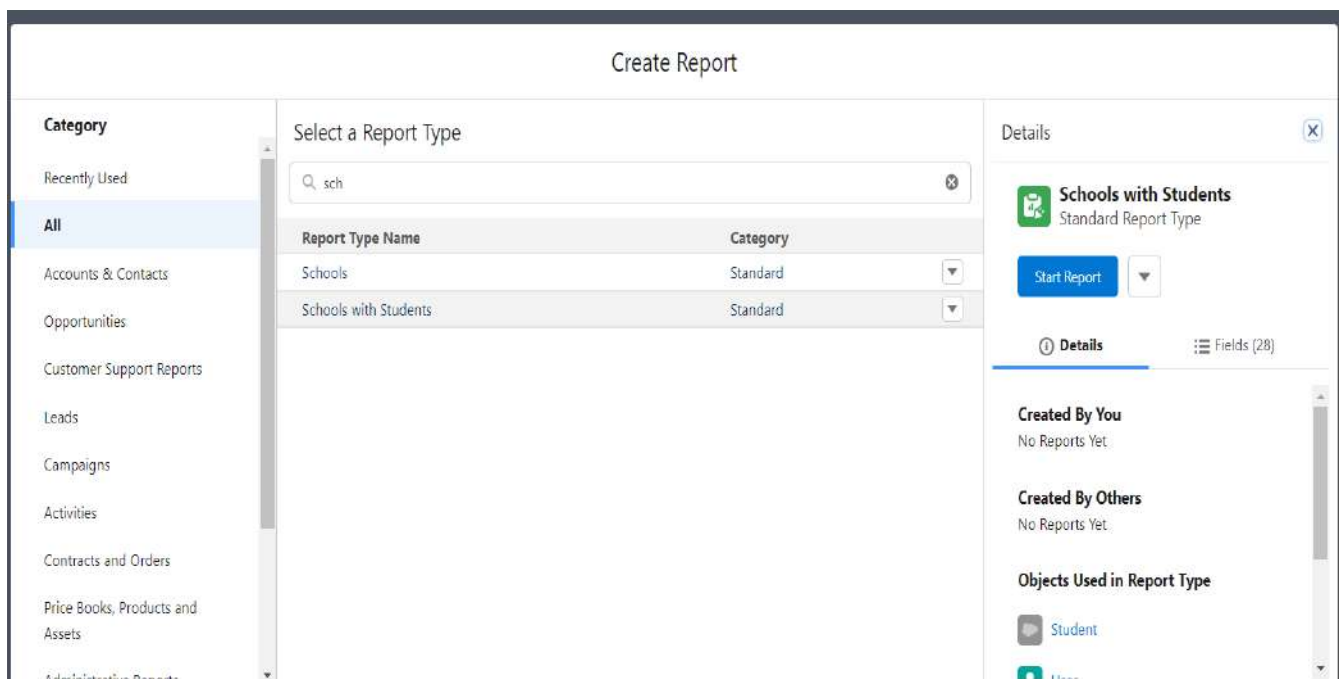 Create Report
Category
Recently Used
All
Accounts & Contacts
Opportunities
Customer Support Reports
Leads
Campaigns
Activities
Contracts and Orders
Price Books, Products and
Assets
Administrative Reports
Select a Report Type
sch
Report Type Name Category
Schools Standard
Schools with Students Standard
Details
Schools with Students
Standard Report Type
Start Report
Details Fields (28)
Created By You
No Reports Yet
Created By Others
No Reports Yet
Objects Used in Report Type
Student
User